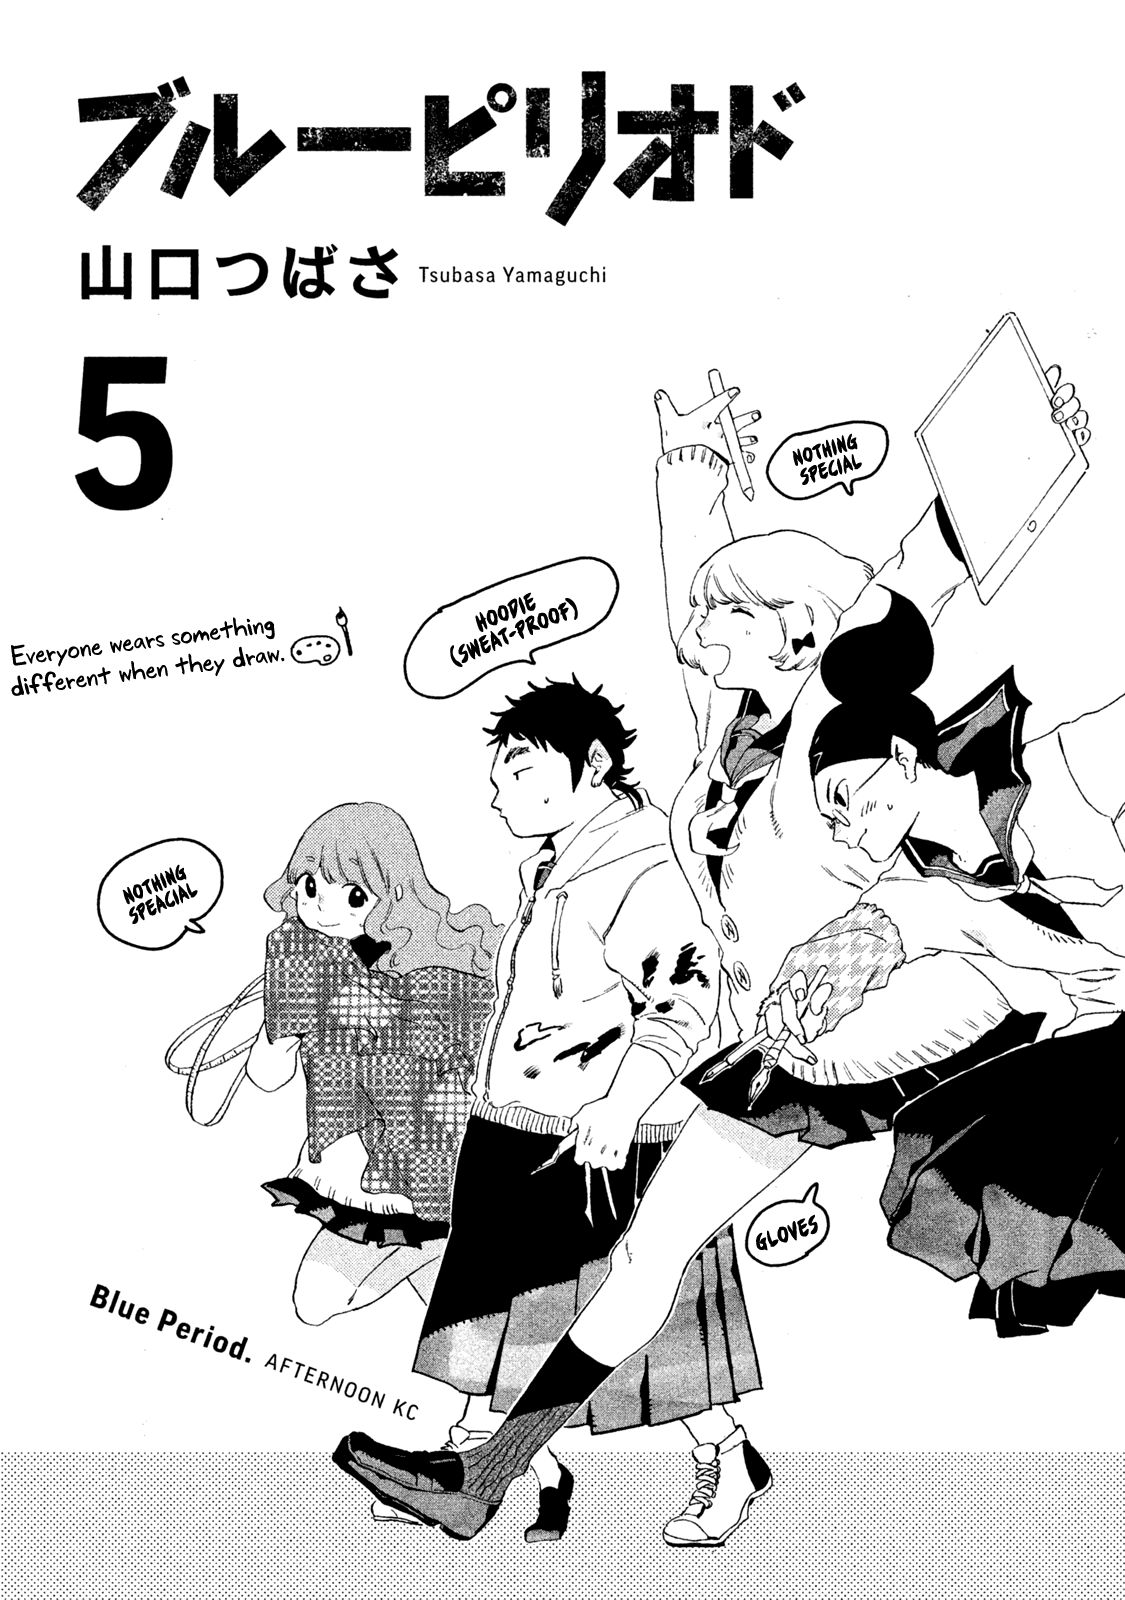 ブルーピリオド
山口つばさ Tsubasa Yamaguchi
5
NOTHING
SPECIAL
HOODIE
(SWEAT-PROOF)
Everyone wears something
different when they draw.
NOTHING
SPEACIAL
GLOVES
Blue Period. AFTERNOON KC